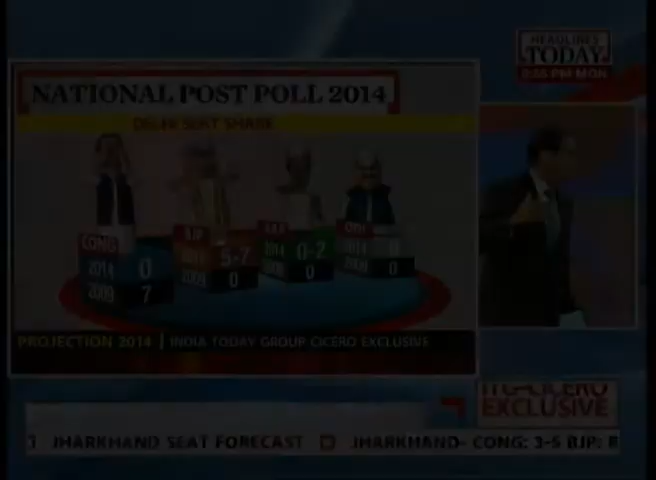 HEADLINES
TODAY
NATIONAL POST POLL 2014
DELHI SEAT SHARE
CONG
2014 0
2009 7
BJP
2014 5-7
2009 0
AAP
2014 0-2
2009 0
OTH
2014 0
2009 0
PROJECTION 2014 | INDIA TODAY GROUP CICERO EXCLUSIVE
ITG-CICERO
EXCLUSIVE
JHARKHAND SEAT FORECAST JHARKHAND- CONG: 3-5 BJP: